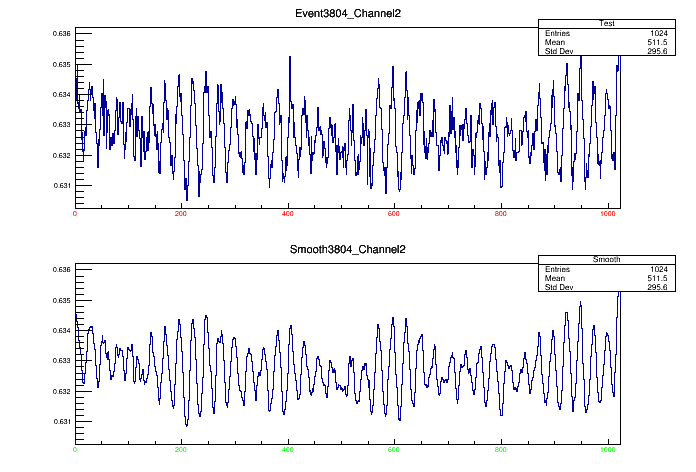 Event3804_Channel2
Test
Entries 1024
Mean 511.5
Std Dev 295.6
0.636
0.635
0.634
0.633
0.632
0.631
0 200 400 600 800 1000
Smooth3804_Channel2
Smooth
Entries 1024
Mean 511.5
Std Dev 295.6
0.636
0.635
0.634
0.633
0.632
0.631
0 200 400 600 800 1000